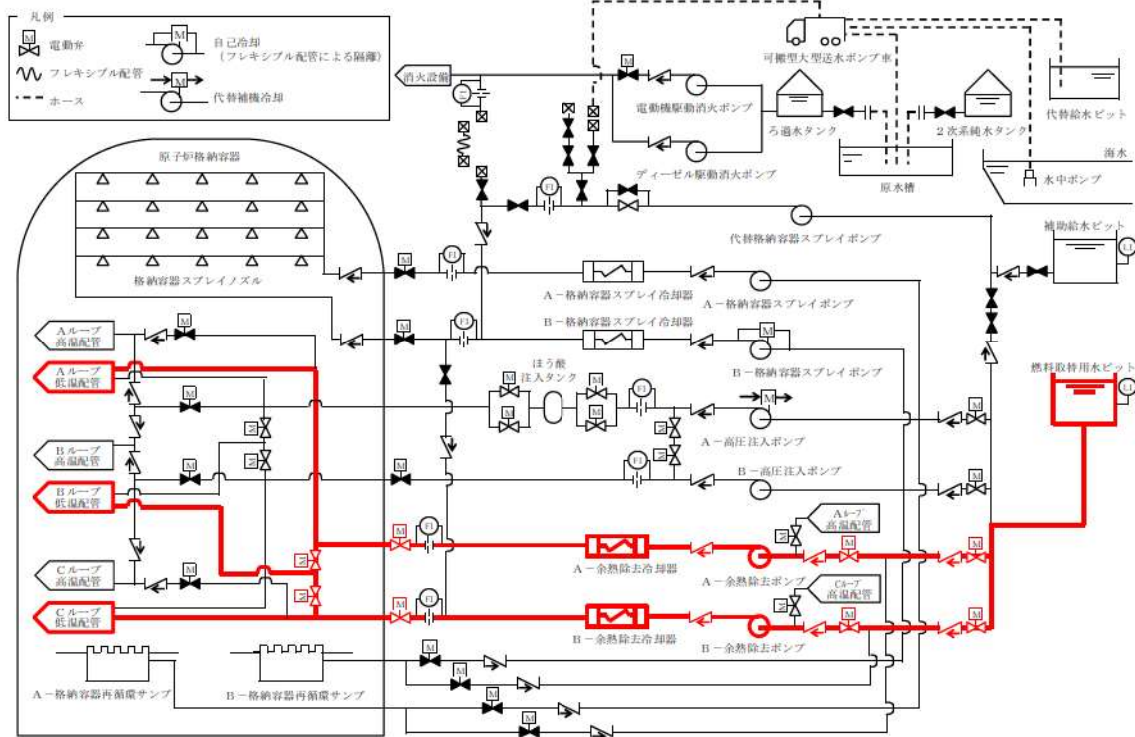 凡例
M
電動弁
フレキシブル配管
ホース
M
自己冷却
(フレキシブル配管による隔離)
M
代替補機冷却
消火設備
FI
M
電動機駆動消火ポンプ
ディーゼル駆動消火ポンプ
可搬型大型送水ポンプ車
ろ過水タンク
2次系純水タンク
原水槽
代替給水ピット
海水
水中ポンプ
補助給水ピット
LI
原子炉格納容器
格納容器スプレイノズル
FI
代替格納容器スプレイポンプ
M
FI
A-格納容器スプレイ冷却器
A-格納容器スプレイポンプ
M
FI
B-格納容器スプレイ冷却器
M
B-格納容器スプレイポンプ
燃料取替用水ピット
LI
Aループ
高温配管
M
Aループ
低温配管
M
ほう酸
注入タンク
M
M
M
M
FI
M
A-高圧注入ポンプ
M
M
M
Bループ
高温配管
M
M
M
M
FI
B-高圧注入ポンプ
M
Bループ
低温配管
Aループ
高温配管
M
M
FI
M
A-余熱除去冷却器
A-余熱除去ポンプ
M
M
Cループ
高温配管
M
M
Cループ
高温配管
M
Cループ
低温配管
M
FI
B-余熱除去冷却器
B-余熱除去ポンプ
M
M
A-格納容器再循環サンプ
B-格納容器再循環サンプ
M
M
M
M